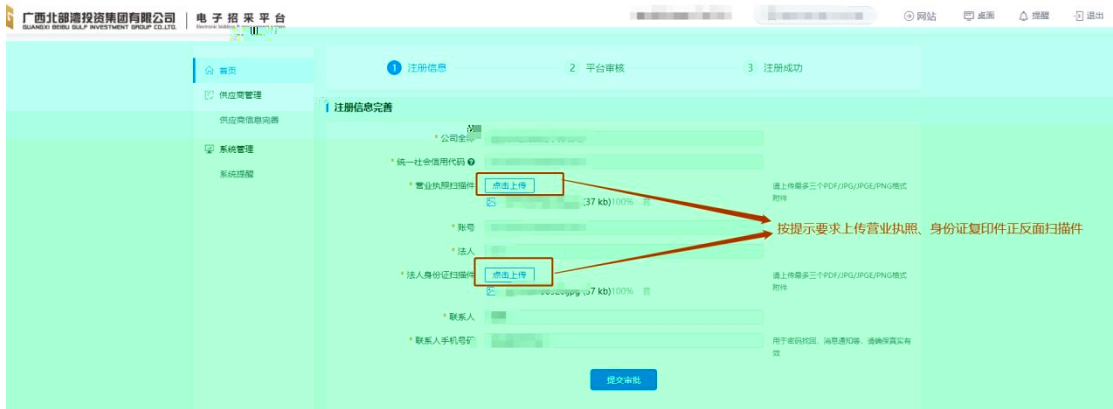 广西北部湾投资集团有限公司 电子招采平台
GUANGXI BEIBU GULF INVESTMENT GROUP CO.,LTD.
网站 桌面 提醒 退出
首页
供应商管理
供应商信息完善
系统管理
系统提醒
1 注册信息 2 平台审核 3 注册成功
注册信息完善
* 公司全
* 统一社会信用代码
* 营业执照扫描件 点击上传 请上传最多三个PDF/JPG/JPGE/PNG格式
附件
(37 kb)100%
* 账号
按提示要求上传营业执照、身份证复印件正反面扫描件
* 法人
* 法人身份证扫描件 点击上传 请上传最多三个PDF/JPG/JPGE/PNG格式
附件
jpg (37 kb)100%
* 联系人
* 联系人手机号码 用于密码找回、消息通知等，请确保真实有
效
提交审批